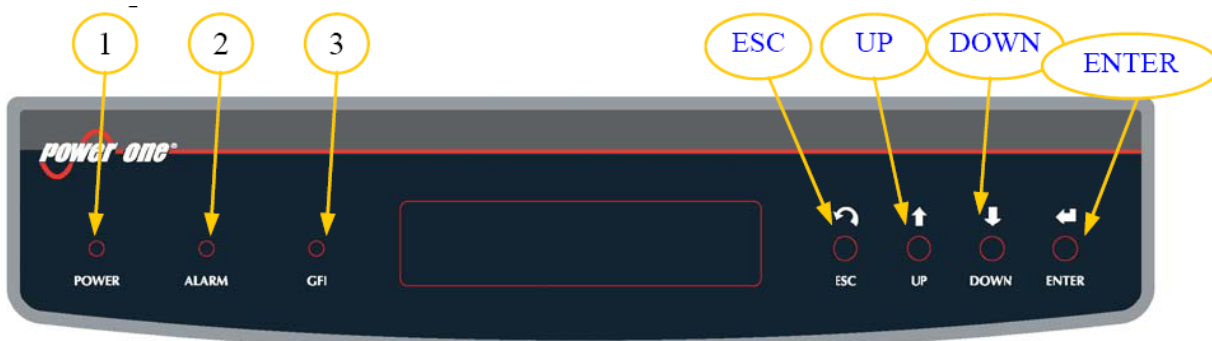 1 2 3 ESC UP DOWN ENTER
power-one®
POWER ALARM GFI ESC UP DOWN ENTER